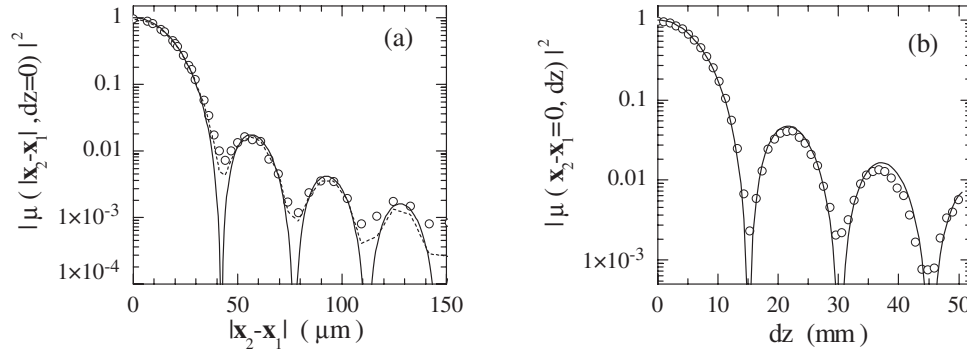 | μ ( |x₂-x₁| , dz=0) |²
1
0.1
0.01
1×10⁻³
1×10⁻⁴
(a)
0 50 100 150
|x₂-x₁| ( μm )
| μ ( x₂-x₁=0, dz) |²
1
0.1
0.01
1×10⁻³
(b)
0 10 20 30 40 50
dz (mm)